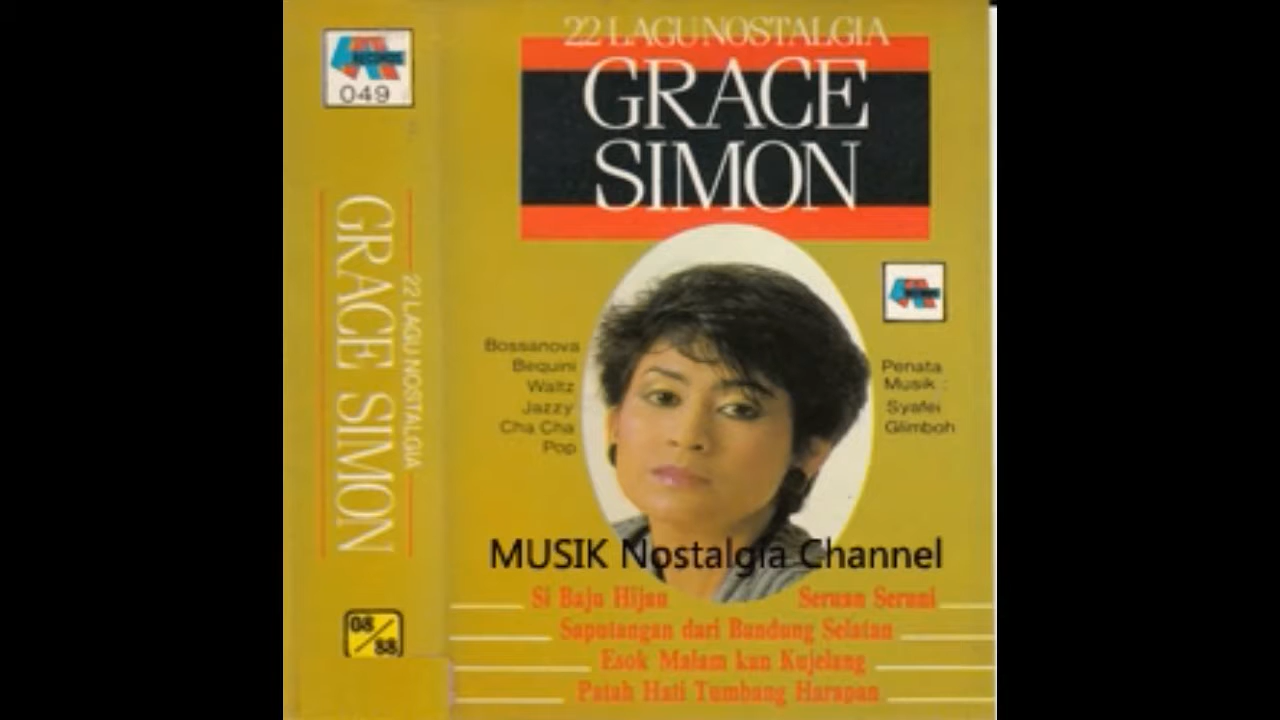 RECORDS
049
GRACE SIMON
22 LAGU NOSTALGIA
08/88
22 LAGU NOSTALGIA
GRACE
SIMON
Bossanova
Bequini
Waltz
Jazzy
Cha Cha
Pop
Penata
Musik :
Syafei
Glimboh
MUSIK Nostalgia Channel
Si Baju Hijau
Seruan Seruni
Saputangan dari Bandung Selatan
Esok Malam kan Kujelang
Patah Hati Tumbang Harapan